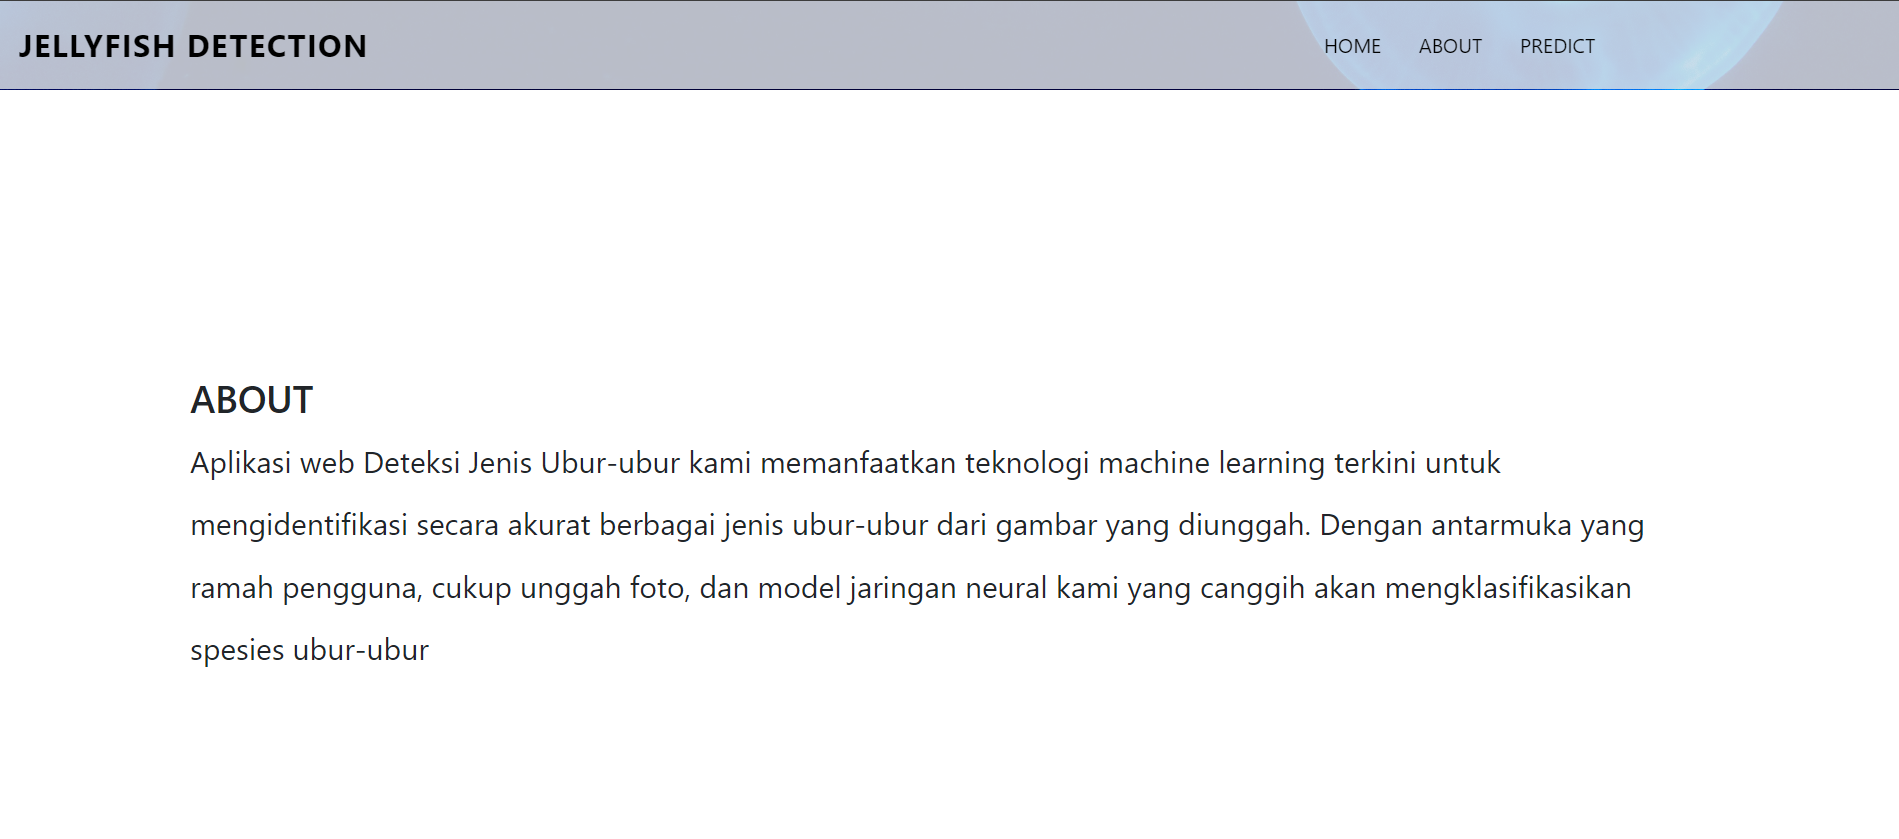 JELLYFISH DETECTION
HOME ABOUT PREDICT
ABOUT
Aplikasi web Deteksi Jenis Ubur-ubur kami memanfaatkan teknologi machine learning terkini untuk
mengidentifikasi secara akurat berbagai jenis ubur-ubur dari gambar yang diunggah. Dengan antarmuka yang
ramah pengguna, cukup unggah foto, dan model jaringan neural kami yang canggih akan mengklasifikasikan
spesies ubur-ubur